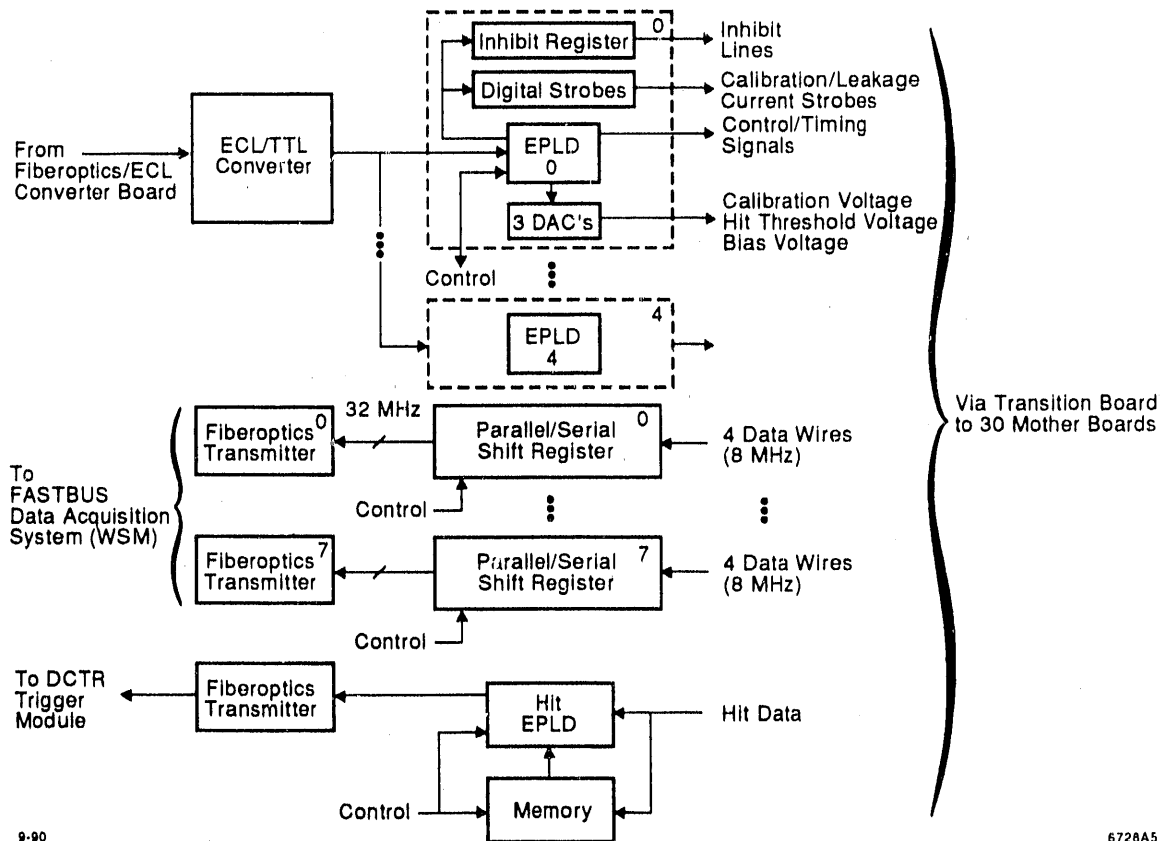 Inhibit Register
0
Inhibit
Lines
Digital Strobes
Calibration/Leakage
Current Strobes
From
Fiberoptics/ECL
Converter Board
ECL/TTL
Converter
EPLD
0
Control/Timing
Signals
3 DAC's
Calibration Voltage
Hit Threshold Voltage
Bias Voltage
Control
4
EPLD
4
Via Transition Board
to 30 Mother Boards
To
FASTBUS
Data Acquisition
System (WSM)
Fiberoptics
Transmitter
0
32 MHz
Parallel/Serial
Shift Register
0
4 Data Wires
(8 MHz)
Control
Fiberoptics
Transmitter
7
Parallel/Serial
Shift Register
7
4 Data Wires
(8 MHz)
Control
To DCTR
Trigger
Module
Fiberoptics
Transmitter
Hit
EPLD
Hit Data
Control
Memory
9-90
6728A5